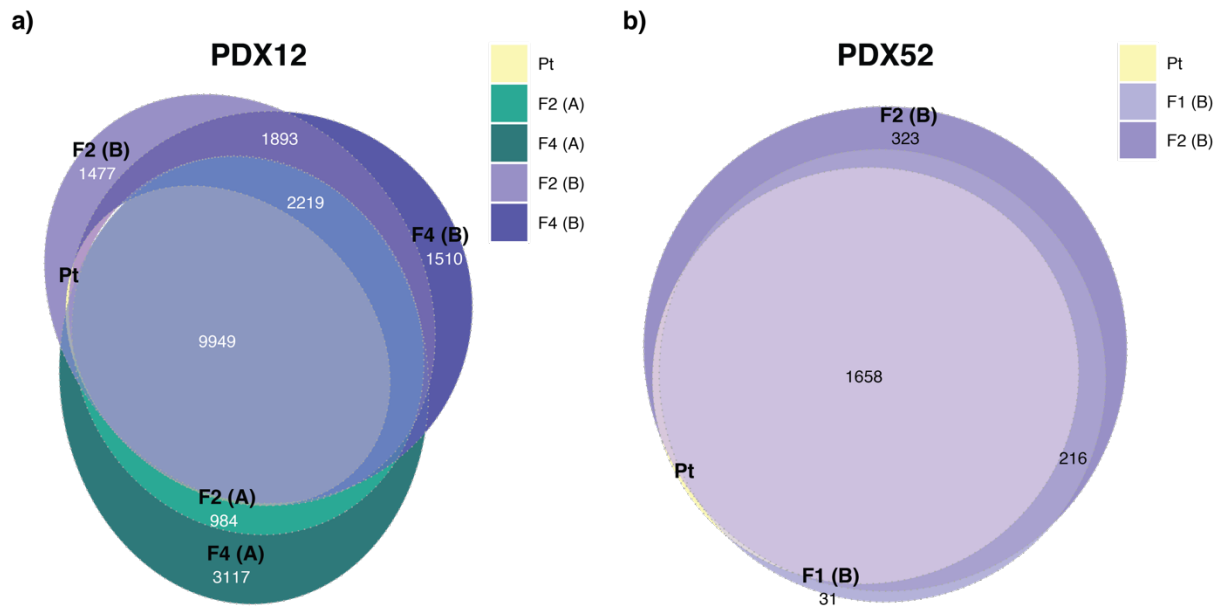 a)
PDX12
Pt
F2 (A)
F4 (A)
F2 (B)
F4 (B)
1893
F2 (B)
1477
2219
F4 (B)
1510
Pt
9949
F2 (A)
984
F4 (A)
3117
b)
PDX52
Pt
F1 (B)
F2 (B)
F2 (B)
323
1658
216
Pt
F1 (B)
31